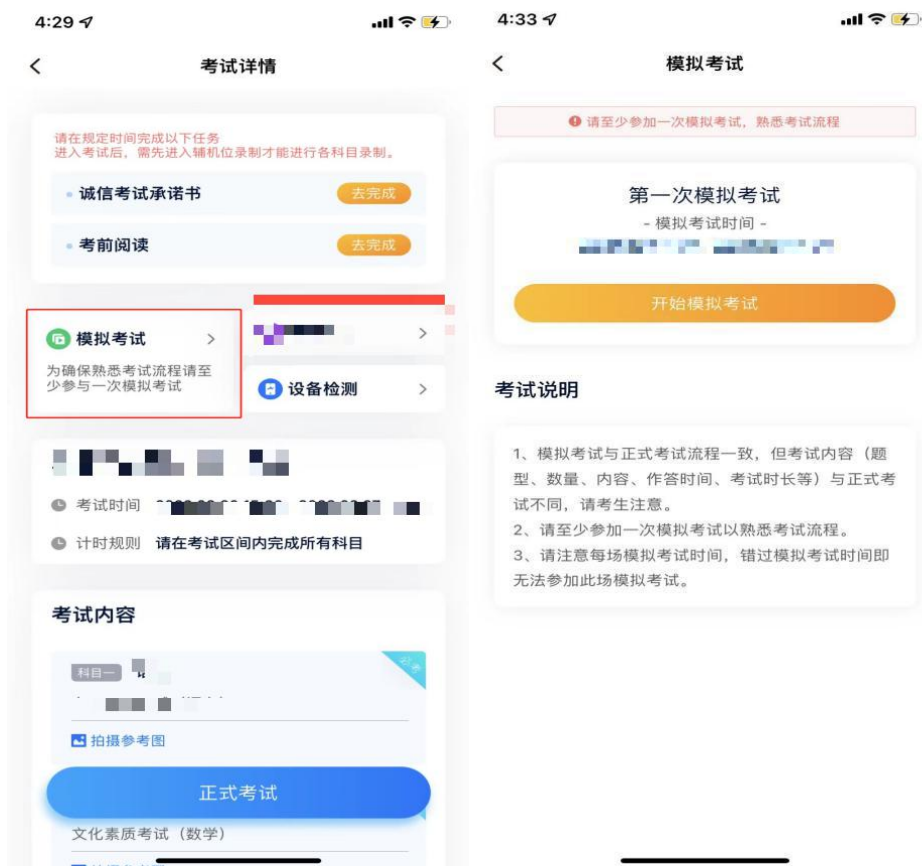 4:29
考试详情
请在规定时间完成以下任务
进入考试后，需先进入辅机位录制才能进行各科目录制。
诚信考试承诺书
去完成
考前阅读
去完成
模拟考试
为确保熟悉考试流程请至
少参与一次模拟考试
设备检测
考试时间
计时规则 请在考试区间内完成所有科目
考试内容
科目一
必考
拍摄参考图
正式考试
文化素质考试（数学）
4:33
模拟考试
请至少参加一次模拟考试，熟悉考试流程
第一次模拟考试
- 模拟考试时间 -
开始模拟考试
考试说明
1、模拟考试与正式考试流程一致，但考试内容（题
型、数量、内容、作答时间、考试时长等）与正式考
试不同，请考生注意。
2、请至少参加一次模拟考试以熟悉考试流程。
3、请注意每场模拟考试时间，错过模拟考试时间即
无法参加此场模拟考试。